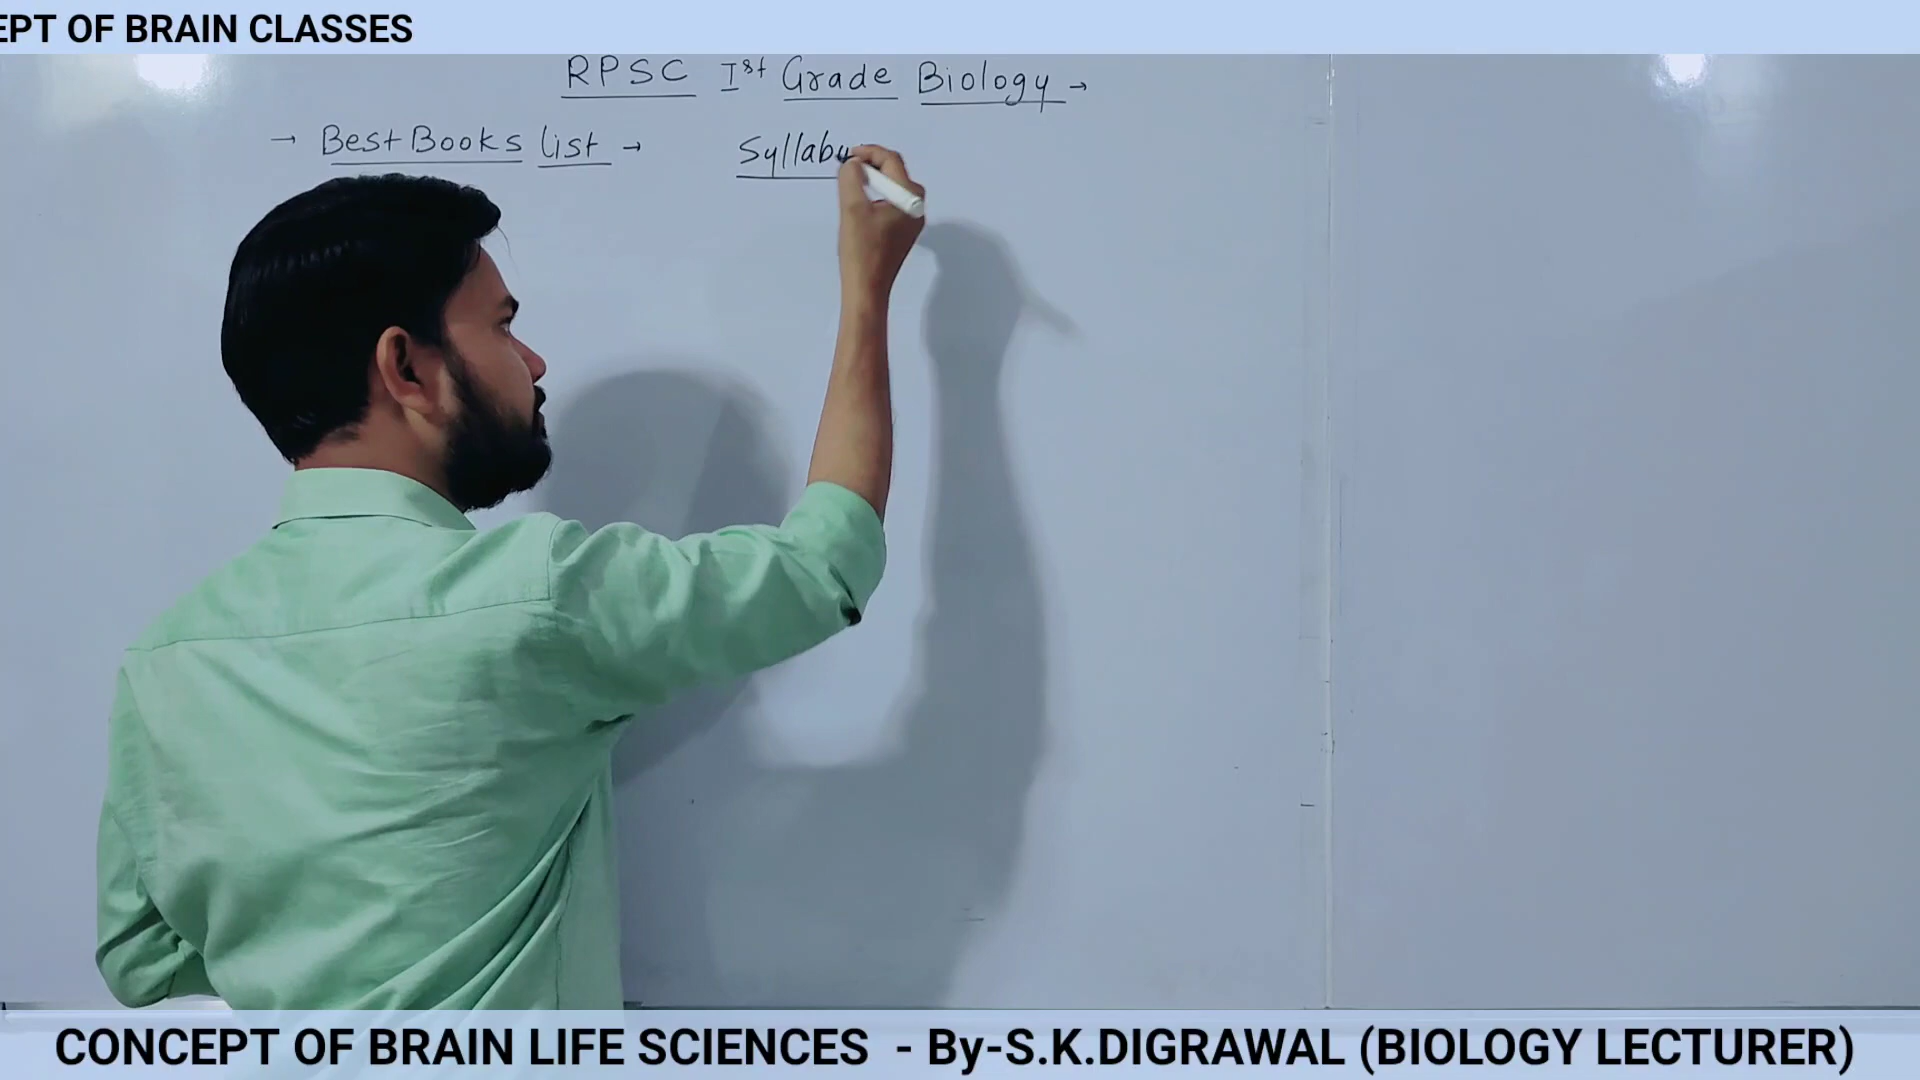 EPT OF BRAIN CLASSES
RPSC Ist Grade Biology →
→ Best Books list → Syllabu
CONCEPT OF BRAIN LIFE SCIENCES - By-S.K.DIGRAWAL (BIOLOGY LECTURER)